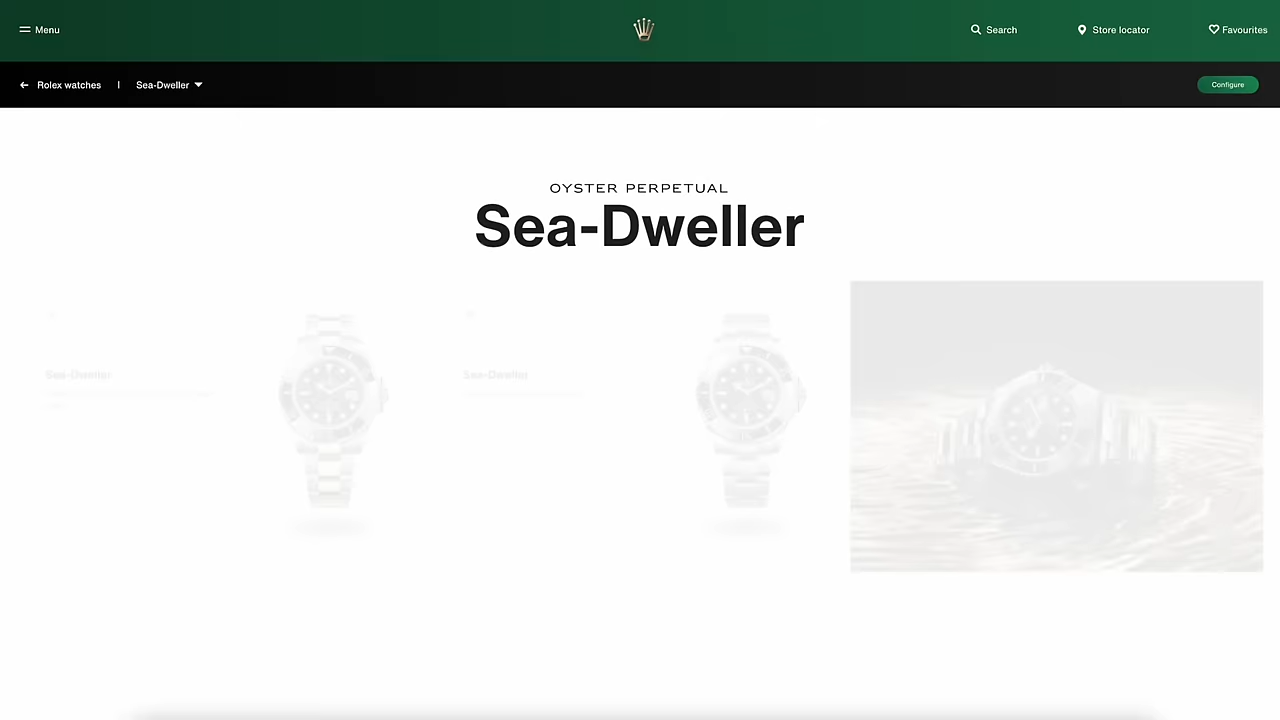 Menu
Search
Store locator
Favourites
Rolex watches
Sea-Dweller
Configure
OYSTER PERPETUAL
Sea-Dweller
Sea-Dweller
Sea-Dweller